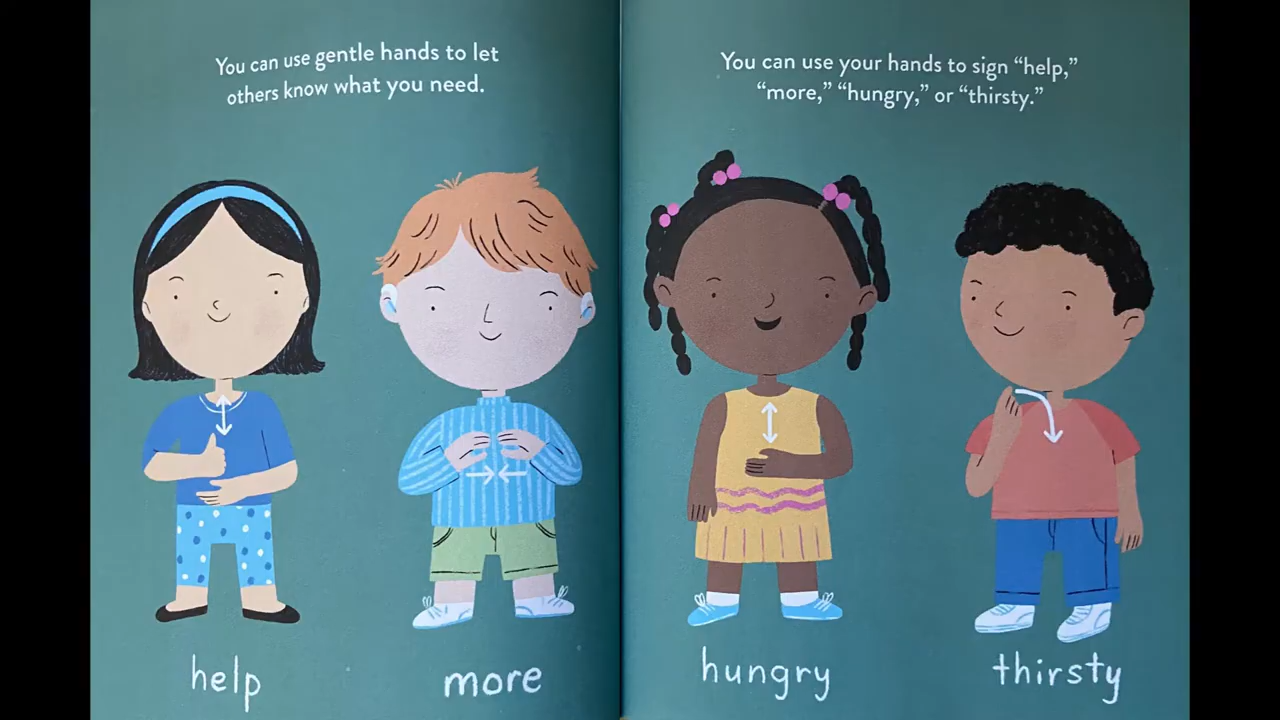 You can use gentle hands to let
others know what you need.
help
more
You can use your hands to sign “help,”
“more,” “hungry,” or “thirsty.”
hungry
thirsty